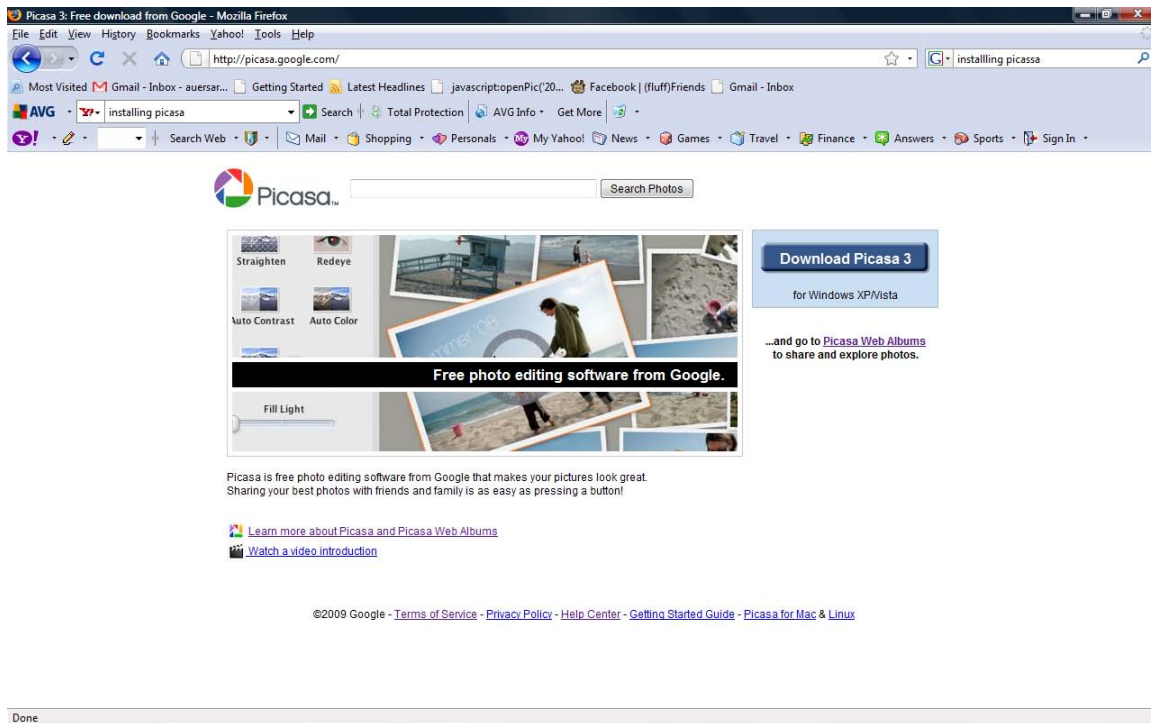 Picasa 3: Free download from Google - Mozilla Firefox
File Edit View History Bookmarks Yahoo! Tools Help
http://picasa.google.com/ G installling picassa
Most Visited Gmail - Inbox - auersar... Getting Started Latest Headlines javascript:openPic('20... Facebook | (fluff)Friends Gmail - Inbox
AVG Y? installing picasa Search Total Protection AVG Info Get More
Y! Search Web Mail Shopping Personals My Yahoo! News Games Travel Finance Answers Sports Sign In
Picasa™ Search Photos
Straighten Redeye
Auto Contrast Auto Color
summer '08
Free photo editing software from Google.
Fill Light
Download Picasa 3
for Windows XP/Vista
...and go to Picasa Web Albums
to share and explore photos.
Picasa is free photo editing software from Google that makes your pictures look great.
Sharing your best photos with friends and family is as easy as pressing a button!
Learn more about Picasa and Picasa Web Albums
Watch a video introduction
©2009 Google - Terms of Service - Privacy Policy - Help Center - Getting Started Guide - Picasa for Mac & Linux
Done